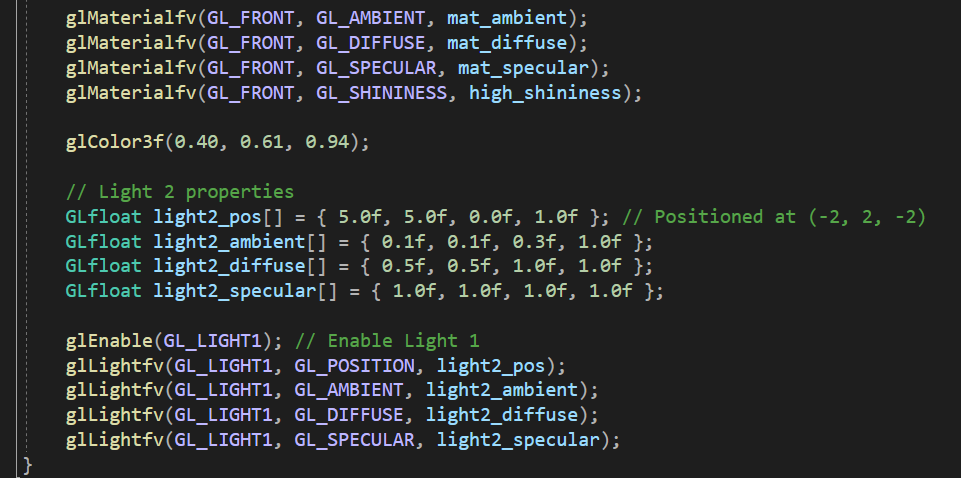 glMaterialfv(GL_FRONT, GL_AMBIENT, mat_ambient);
glMaterialfv(GL_FRONT, GL_DIFFUSE, mat_diffuse);
glMaterialfv(GL_FRONT, GL_SPECULAR, mat_specular);
glMaterialfv(GL_FRONT, GL_SHININESS, high_shininess);
glColor3f(0.40, 0.61, 0.94);
// Light 2 properties
GLfloat light2_pos[] = { 5.0f, 5.0f, 0.0f, 1.0f }; // Positioned at (-2, 2, -2)
GLfloat light2_ambient[] = { 0.1f, 0.1f, 0.3f, 1.0f };
GLfloat light2_diffuse[] = { 0.5f, 0.5f, 1.0f, 1.0f };
GLfloat light2_specular[] = { 1.0f, 1.0f, 1.0f, 1.0f };
glEnable(GL_LIGHT1); // Enable Light 1
glLightfv(GL_LIGHT1, GL_POSITION, light2_pos);
glLightfv(GL_LIGHT1, GL_AMBIENT, light2_ambient);
glLightfv(GL_LIGHT1, GL_DIFFUSE, light2_diffuse);
glLightfv(GL_LIGHT1, GL_SPECULAR, light2_specular);
}